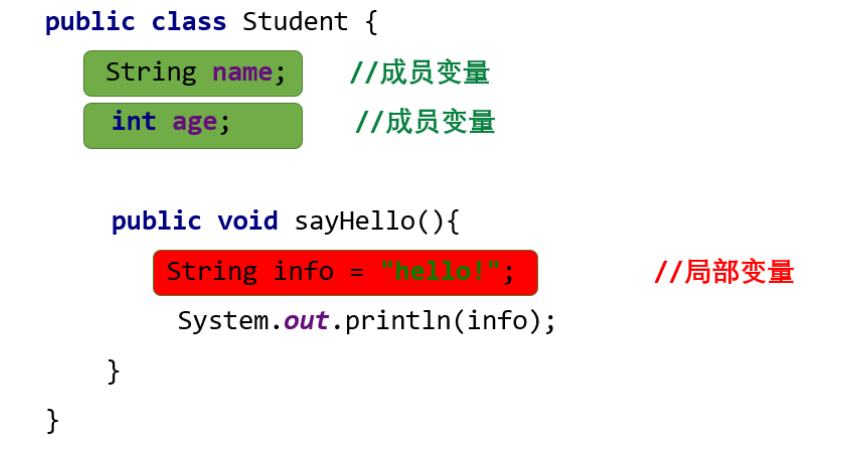 public class Student {
String name; //成员变量
int age; //成员变量
public void sayHello(){
String info = "hello!"; //局部变量
System.out.println(info);
}
}